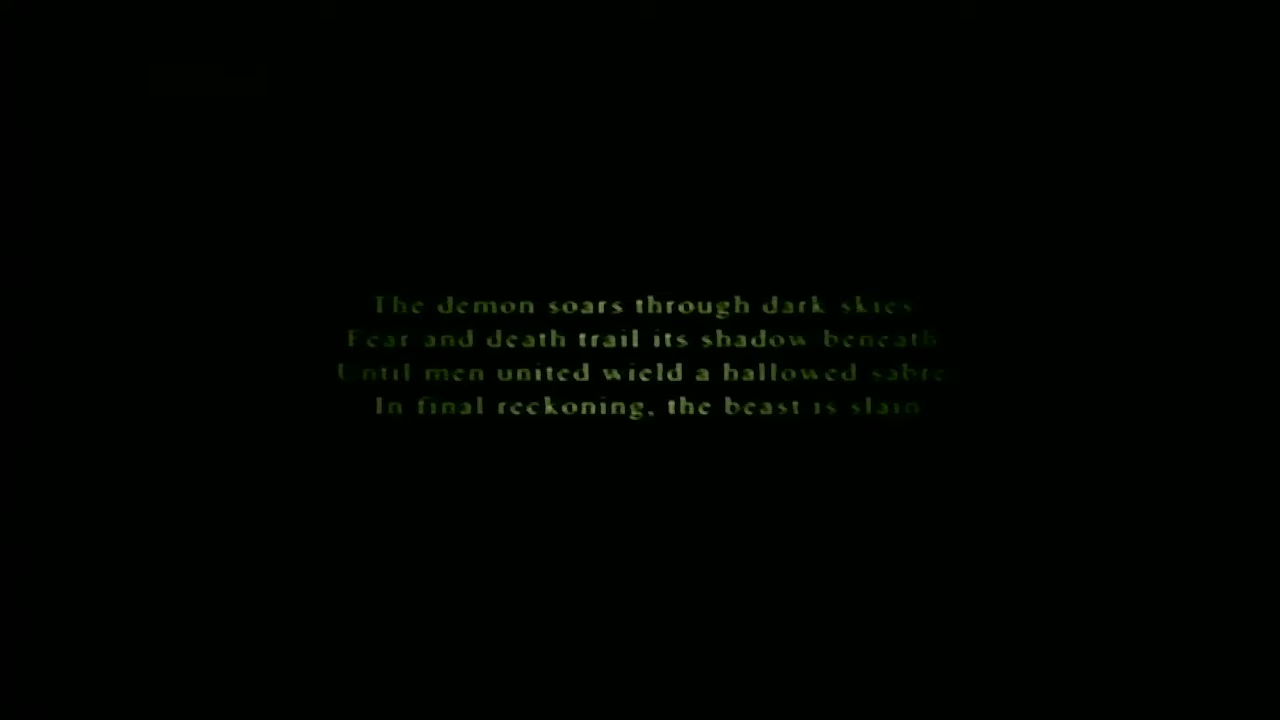 The demon soars through dark skies
Fear and death trail its shadow beneath
Until men united wield a hallowed sabre
In final reckoning, the beast is slain